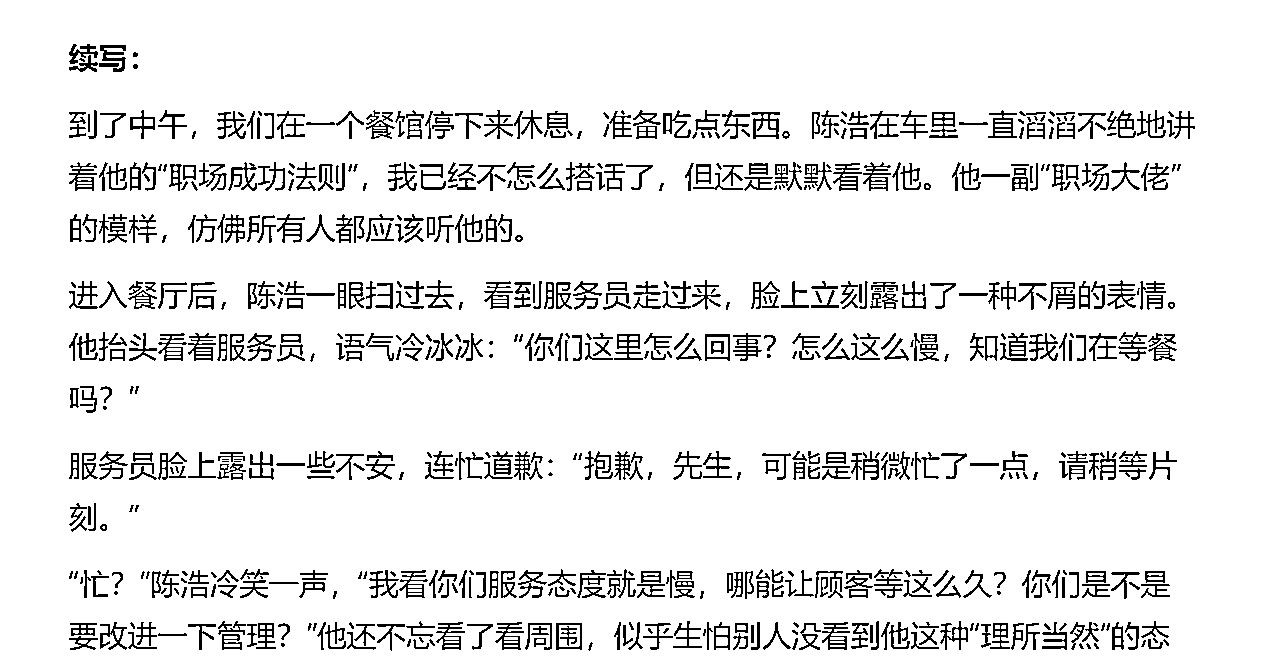 续写：
到了中午，我们在一个餐馆停下来休息，准备吃点东西。陈浩在车里一直滔滔不绝地讲
着他的“职场成功法则”，我已经不怎么搭话了，但还是默默看着他。他一副“职场大佬”
的模样，仿佛所有人都应该听他的。
进入餐厅后，陈浩一眼扫过去，看到服务员走过来，脸上立刻露出了一种不屑的表情。
他抬头看着服务员，语气冷冰冰：“你们这里怎么回事？怎么这么慢，知道我们在等餐
吗？”
服务员脸上露出一些不安，连忙道歉：“抱歉，先生，可能是稍微忙了一点，请稍等片
刻。”
“忙？”陈浩冷笑一声，“我看你们服务态度就是慢，哪能让顾客等这么久？你们是不是
要改进一下管理？”他还不忘看了看周围，似乎生怕别人没看到他这种“理所当然”的态